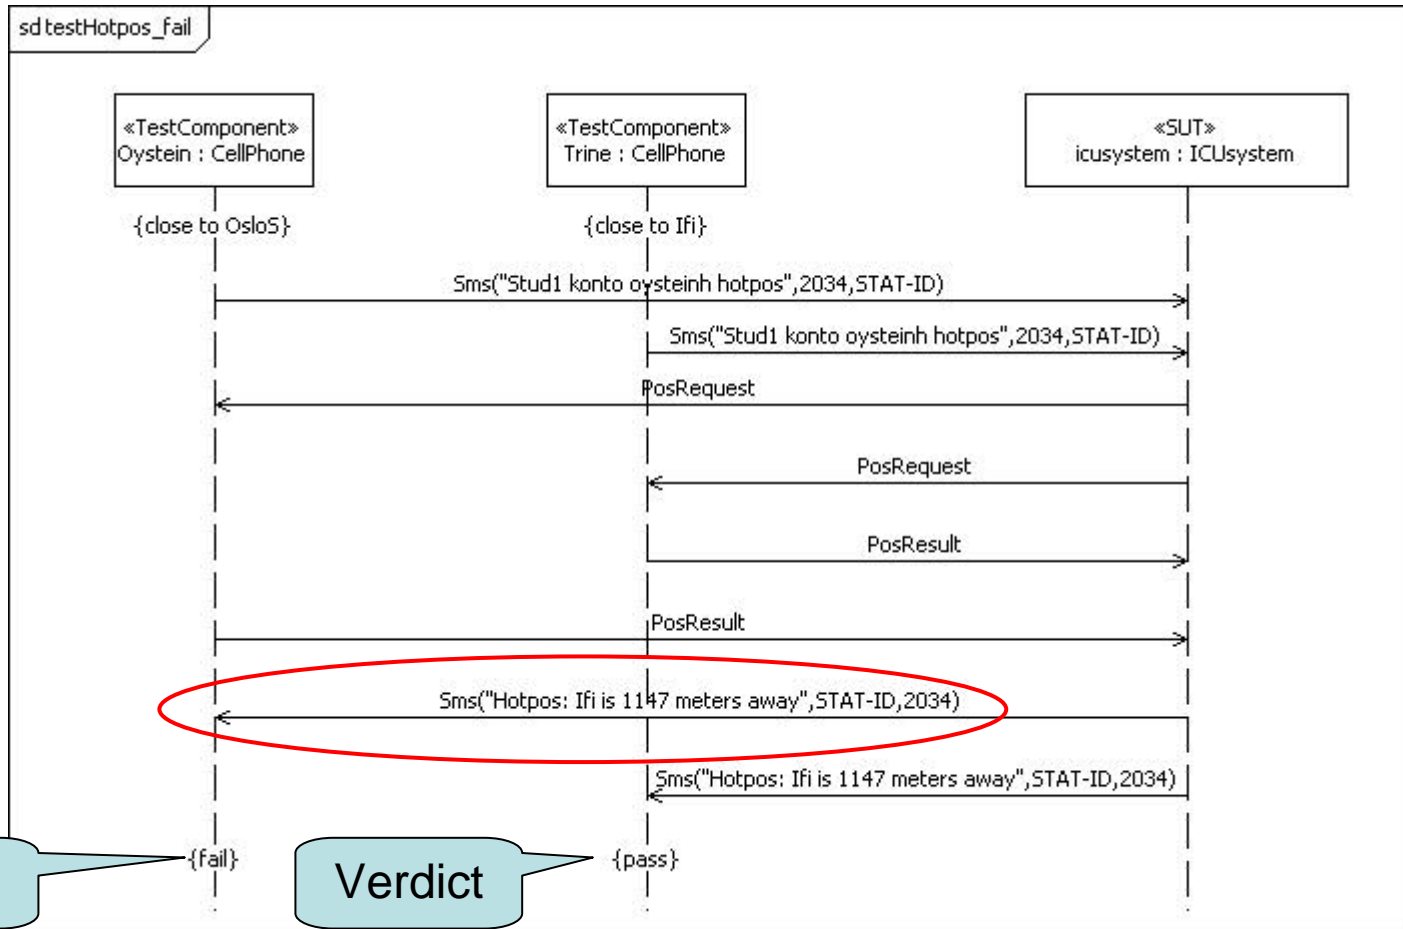 sd testHotpos_fail
«TestComponent»
Oystein : CellPhone
«TestComponent»
Trine : CellPhone
«SUT»
icusystem : ICUsystem
{close to OsloS}
{close to Ifi}
Sms("Stud1 konto oysteinh hotpos",2034,STAT-ID)
Sms("Stud1 konto oysteinh hotpos",2034,STAT-ID)
PosRequest
PosRequest
PosResult
PosResult
Sms("Hotpos: Ifi is 1147 meters away",STAT-ID,2034)
Sms("Hotpos: Ifi is 1147 meters away",STAT-ID,2034)
{fail}
Verdict
{pass}